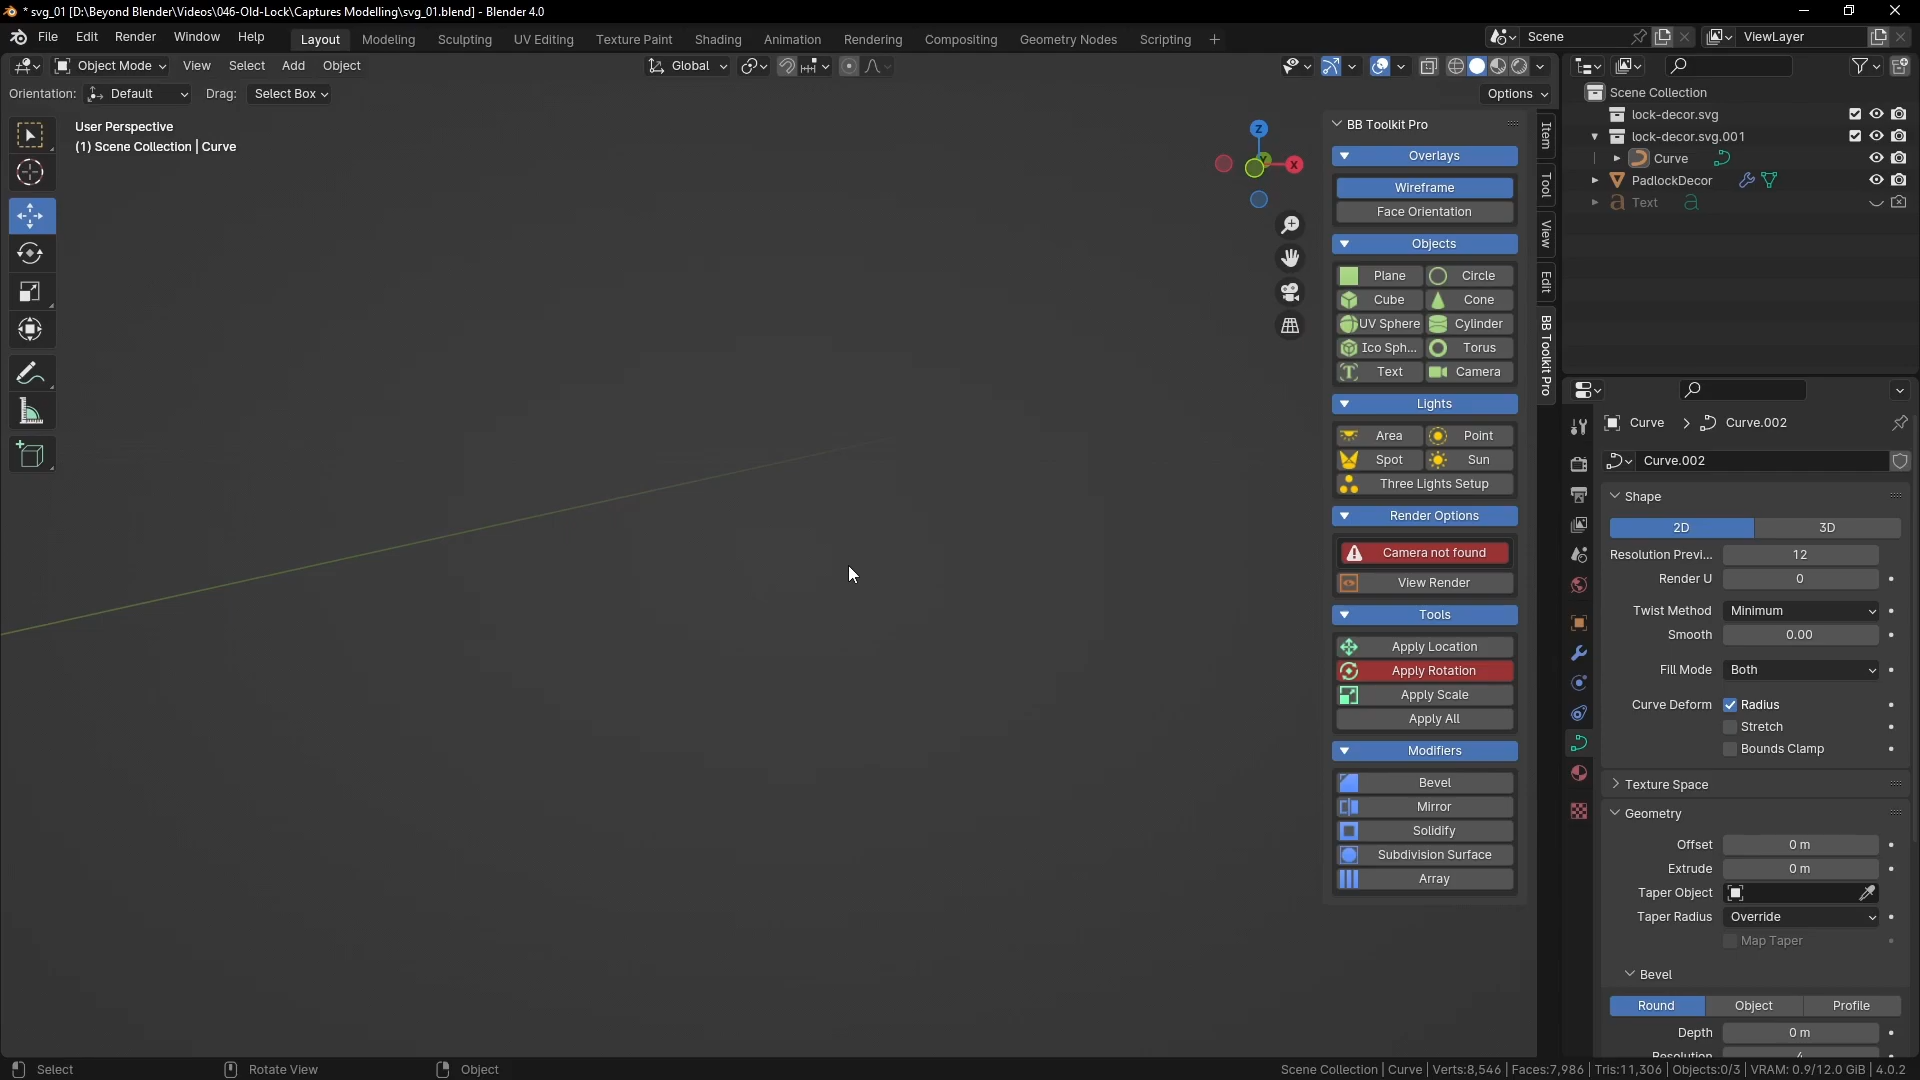 * svg_01 [D:\Beyond Blender\Videos\046-Old-Lock\Captures Modelling\svg_01.blend] - Blender 4.0
File Edit Render Window Help Layout Modeling Sculpting UV Editing Texture Paint Shading Animation Rendering Compositing Geometry Nodes Scripting + Scene ViewLayer
Object Mode View Select Add Object Global
Orientation: Default Drag: Select Box Options
User Perspective
(1) Scene Collection | Curve
Z
X
Y
BB Toolkit Pro
Overlays
Wireframe
Face Orientation
Objects
Plane Circle
Cube Cone
UV Sphere Cylinder
Ico Sph... Torus
Text Camera
Lights
Area Point
Spot Sun
Three Lights Setup
Render Options
Camera not found
View Render
Tools
Apply Location
Apply Rotation
Apply Scale
Apply All
Modifiers
Bevel
Mirror
Solidify
Subdivision Surface
Array
Item
Tool
View
Edit
BB Toolkit Pro
Scene Collection
lock-decor.svg
lock-decor.svg.001
Curve
PadlockDecor
Text
Curve > Curve.002
Curve.002
Shape
2D 3D
Resolution Previ... 12
Render U 0
Twist Method Minimum
Smooth 0.00
Fill Mode Both
Curve Deform Radius
Stretch
Bounds Clamp
Texture Space
Geometry
Offset 0 m
Extrude 0 m
Taper Object
Taper Radius Override
Map Taper
Bevel
Round Object Profile
Depth 0 m
Resolution 4
Select Rotate View Object Scene Collection | Curve | Verts:8,546 | Faces:7,986 | Tris:11,306 | Objects:0/3 | VRAM: 0.9/12.0 GiB | 4.0.2